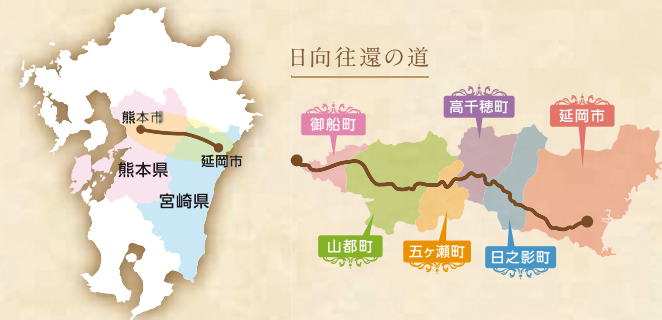 日向往還の道
熊本市
延岡市
熊本県
宮崎県
御船町
高千穂町
延岡市
山都町
五ヶ瀬町
日之影町